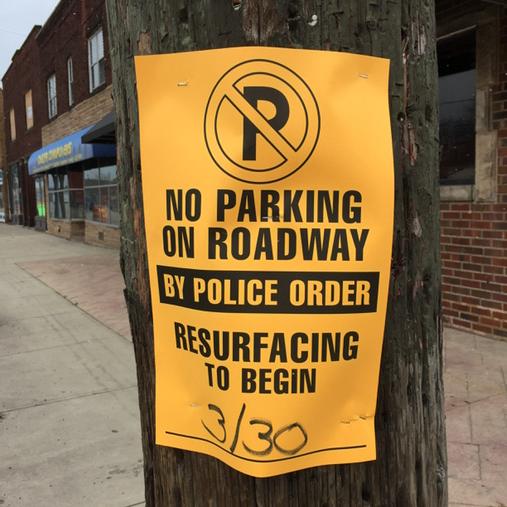 P
NO PARKING
ON ROADWAY
BY POLICE ORDER
RESURFACING
TO BEGIN
3/30